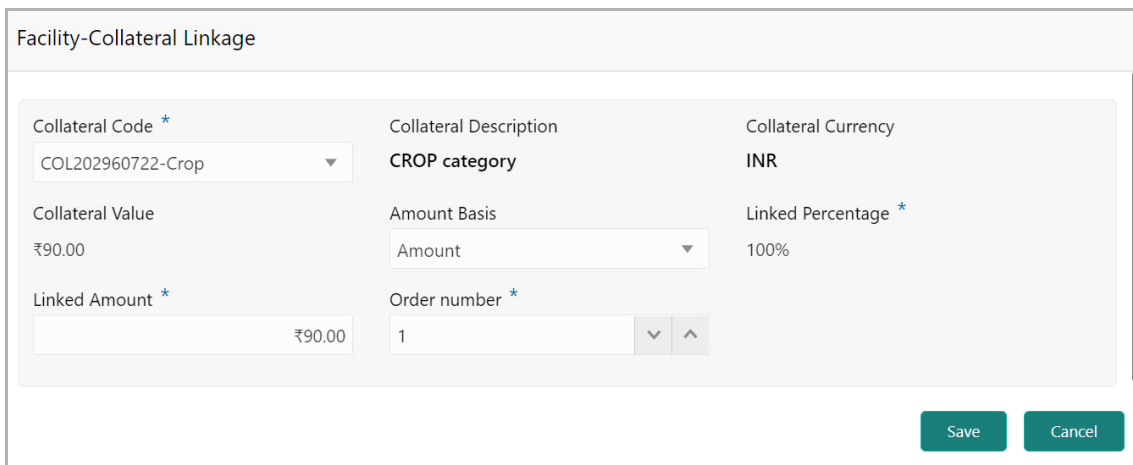 Facility-Collateral Linkage
Collateral Code * Collateral Description Collateral Currency
COL202960722-Crop CROP category INR
Collateral Value Amount Basis Linked Percentage *
₹90.00 Amount 100%
Linked Amount * Order number *
₹90.00 1
Save Cancel